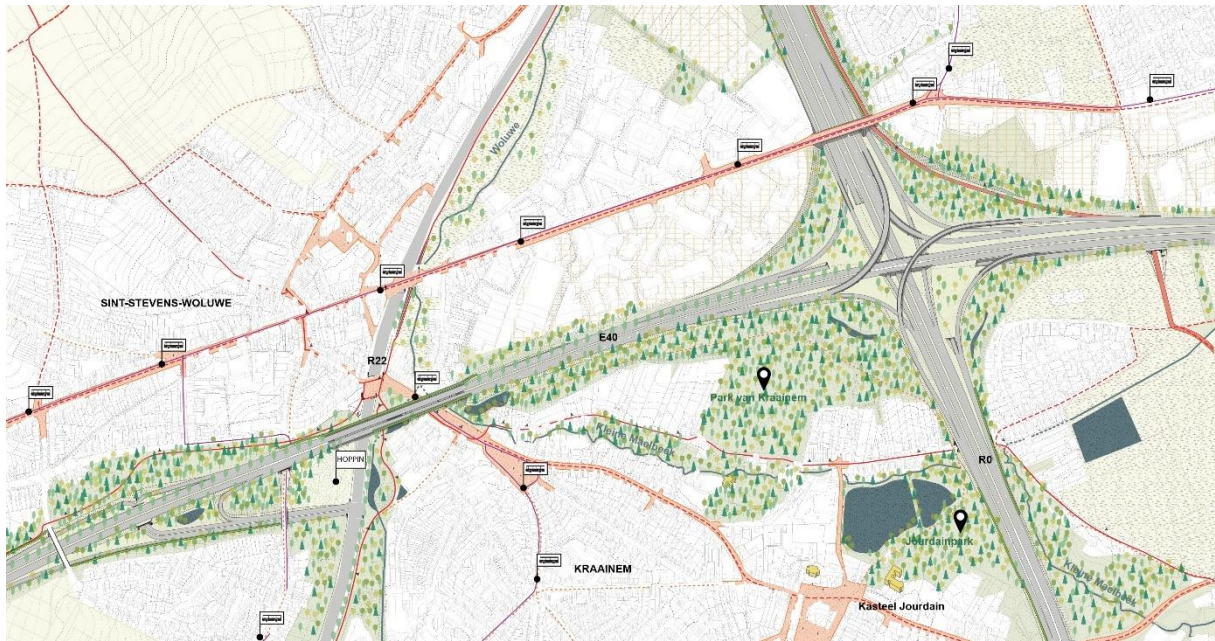 Woluwe
SINT-STEVENS-WOLUWE
E40
R22
Park van Kraainem
Kleine Maalbeek
R0
HOPPIN
Jourdainpark
KRAAINEM
Kleine Maalbeek
Kasteel Jourdain